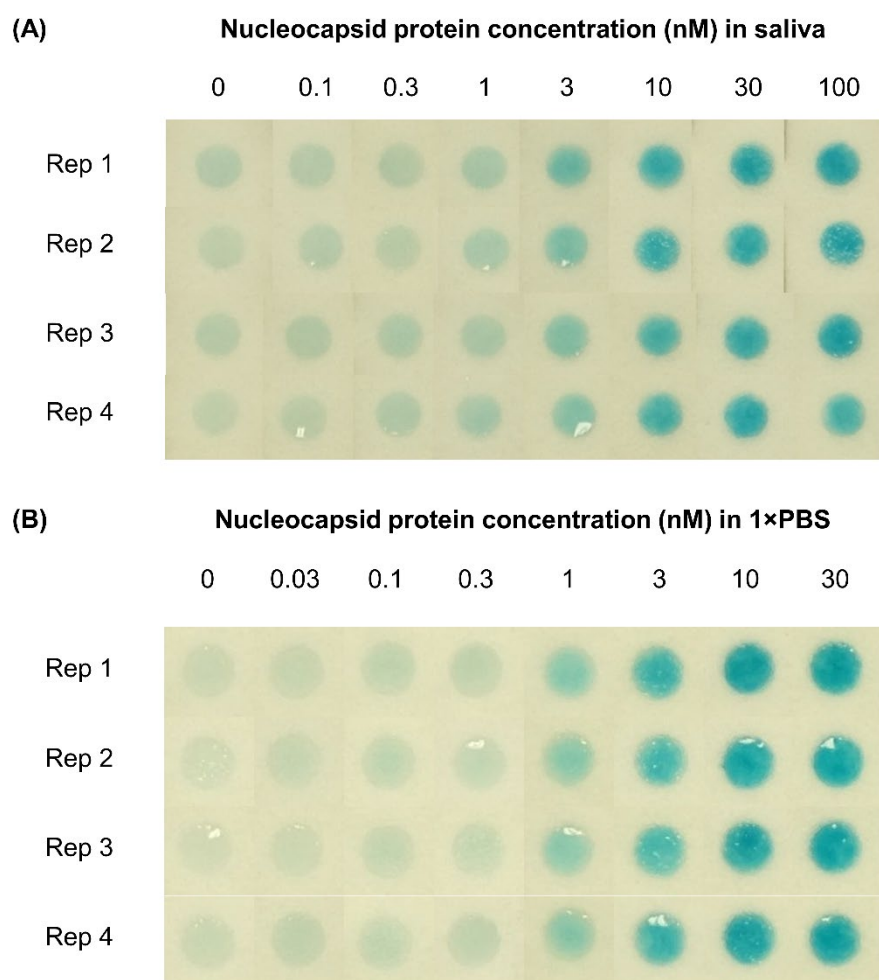 (A) Nucleocapsid protein concentration (nM) in saliva
0 0.1 0.3 1 3 10 30 100
Rep 1
Rep 2
Rep 3
Rep 4
(B) Nucleocapsid protein concentration (nM) in 1×PBS
0 0.03 0.1 0.3 1 3 10 30
Rep 1
Rep 2
Rep 3
Rep 4